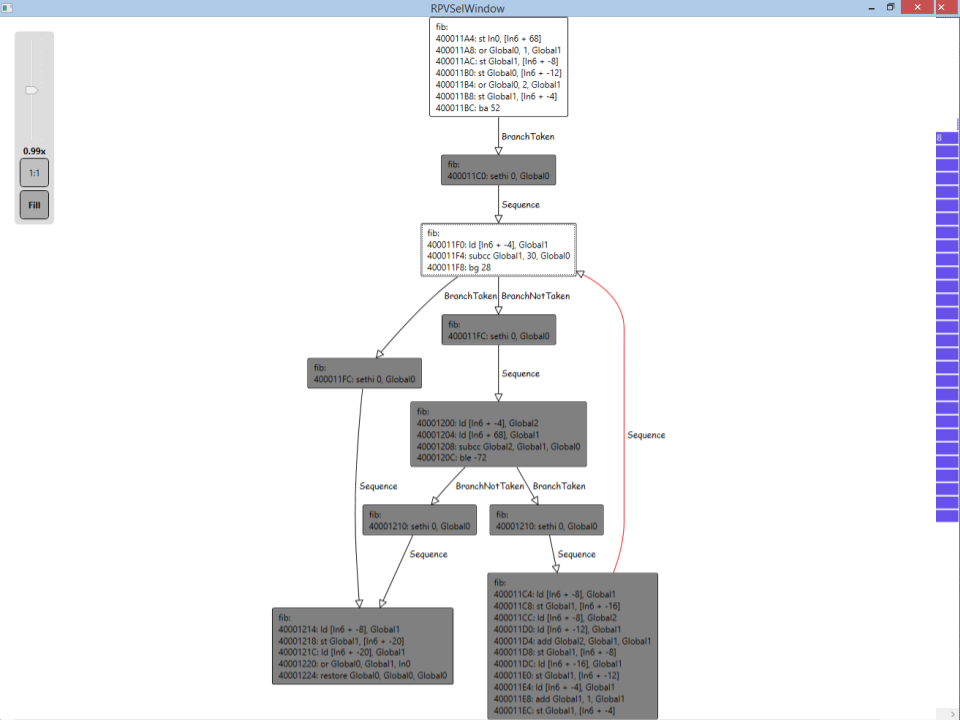 RPVSelWindow
fib:
400011A4: st In0, [In6 + 68]
400011A8: or Global0, 1, Global1
400011AC: st Global1, [In6 + -8]
400011B0: st Global0, [In6 + -12]
400011B4: or Global0, 2, Global1
400011B8: st Global1, [In6 + -4]
400011BC: ba 52
BranchTaken
0.99x
1:1
Fill
8
fib:
400011C0: sethi 0, Global0
Sequence
fib:
400011F0: ld [In6 + -4], Global1
400011F4: subcc Global1, 30, Global0
400011F8: bg 28
BranchTaken
BranchNotTaken
fib:
400011FC: sethi 0, Global0
fib:
400011FC: sethi 0, Global0
Sequence
fib:
40001200: ld [In6 + -4], Global2
40001204: ld [In6 + 68], Global1
40001208: subcc Global2, Global1, Global0
4000120C: ble -72
Sequence
Sequence
BranchNotTaken
BranchTaken
fib:
40001210: sethi 0, Global0
fib:
40001210: sethi 0, Global0
Sequence
Sequence
fib:
40001214: ld [In6 + -8], Global1
40001218: st Global1, [In6 + -20]
4000121C: ld [In6 + -20], Global1
40001220: or Global0, Global1, In0
40001224: restore Global0, Global0, Global0
fib:
400011C4: ld [In6 + -8], Global1
400011C8: st Global1, [In6 + -16]
400011CC: ld [In6 + -8], Global2
400011D0: ld [In6 + -12], Global1
400011D4: add Global2, Global1, Global1
400011D8: st Global1, [In6 + -8]
400011DC: ld [In6 + -16], Global1
400011E0: st Global1, [In6 + -12]
400011E4: ld [In6 + -4], Global1
400011E8: add Global1, 1, Global1
400011EC: st Global1, [In6 + -4]